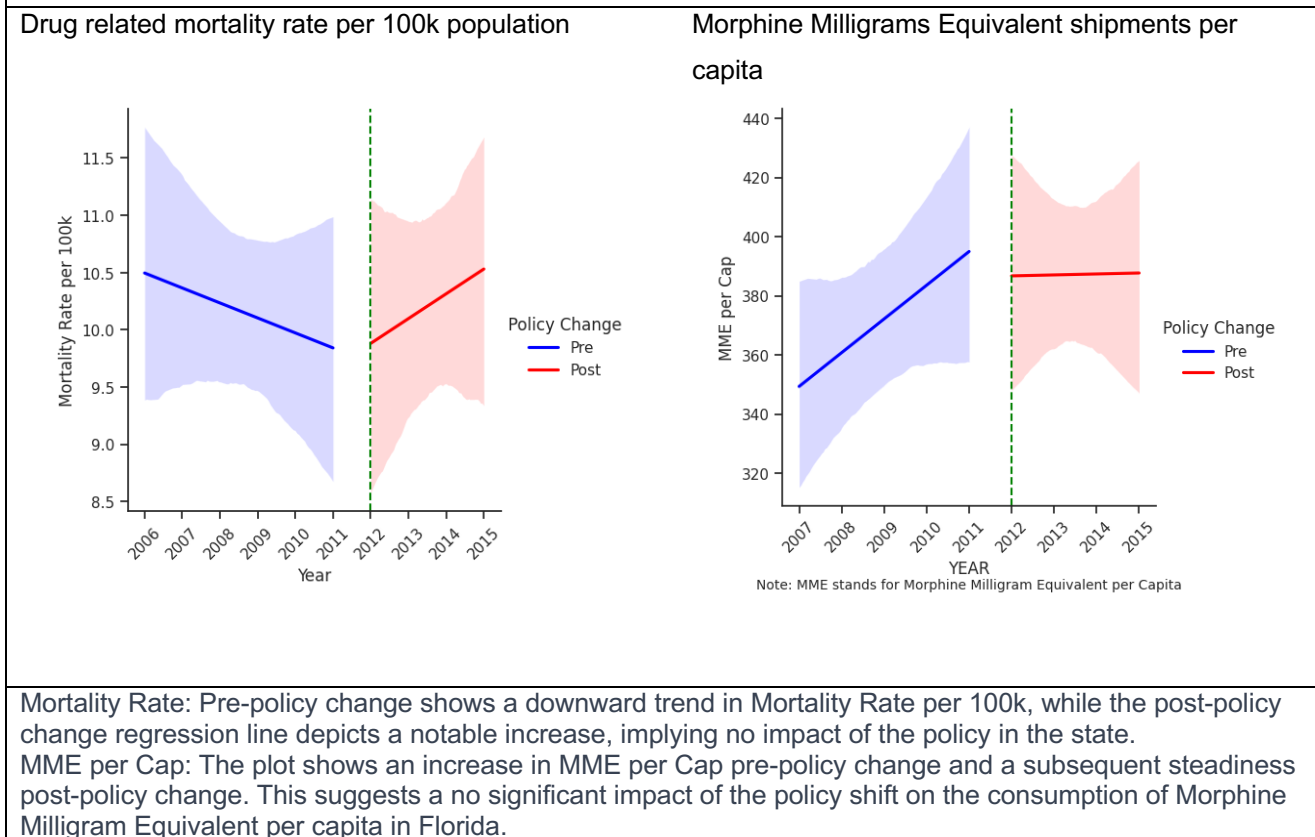 Drug related mortality rate per 100k population
Morphine Milligrams Equivalent shipments per
capita
11.5
11.0
10.5
10.0
9.5
9.0
8.5
Mortality Rate per 100k
2006
2007
2008
2009
2010
2011
2012
2013
2014
2015
Year
Policy Change
Pre
Post
440
420
400
380
360
340
320
MME per Cap
2007
2008
2009
2010
2011
2012
2013
2014
2015
YEAR
Policy Change
Pre
Post
Note: MME stands for Morphine Milligram Equivalent per Capita
Mortality Rate: Pre-policy change shows a downward trend in Mortality Rate per 100k, while the post-policy
change regression line depicts a notable increase, implying no impact of the policy in the state.
MME per Cap: The plot shows an increase in MME per Cap pre-policy change and a subsequent steadiness
post-policy change. This suggests a no significant impact of the policy shift on the consumption of Morphine
Milligram Equivalent per capita in Florida.